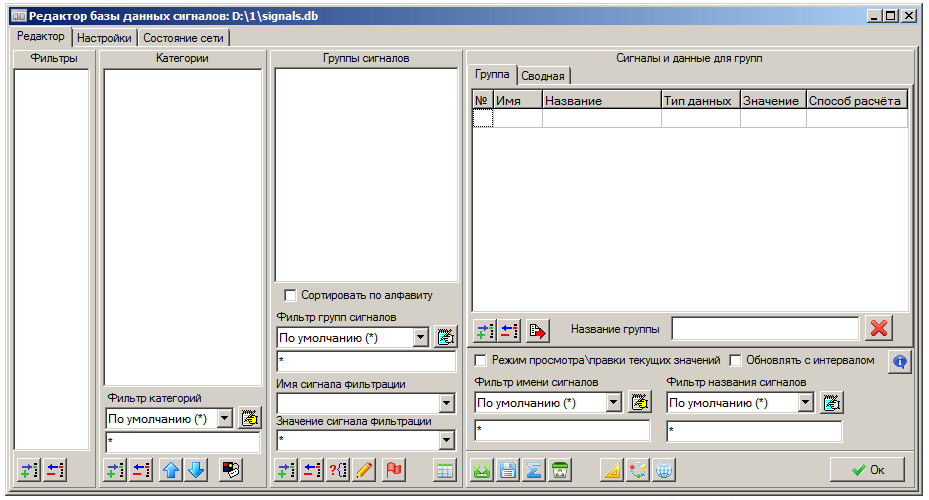 Редактор базы данных сигналов: D:\1\signals.db
Редактор Настройки Состояние сети
Фильтры
Категории
Фильтр категорий
По умолчанию (*)
*
Группы сигналов
Сортировать по алфавиту
Фильтр групп сигналов
По умолчанию (*)
*
Имя сигнала фильтрации
Значение сигнала фильтрации
*
Сигналы и данные для групп
Группа Сводная
№ Имя Название Тип данных Значение Способ расчёта
Название группы
Режим просмотра\правки текущих значений Обновлять с интервалом
Фильтр имени сигналов Фильтр названия сигналов
По умолчанию (*) По умолчанию (*)
* *
Ок